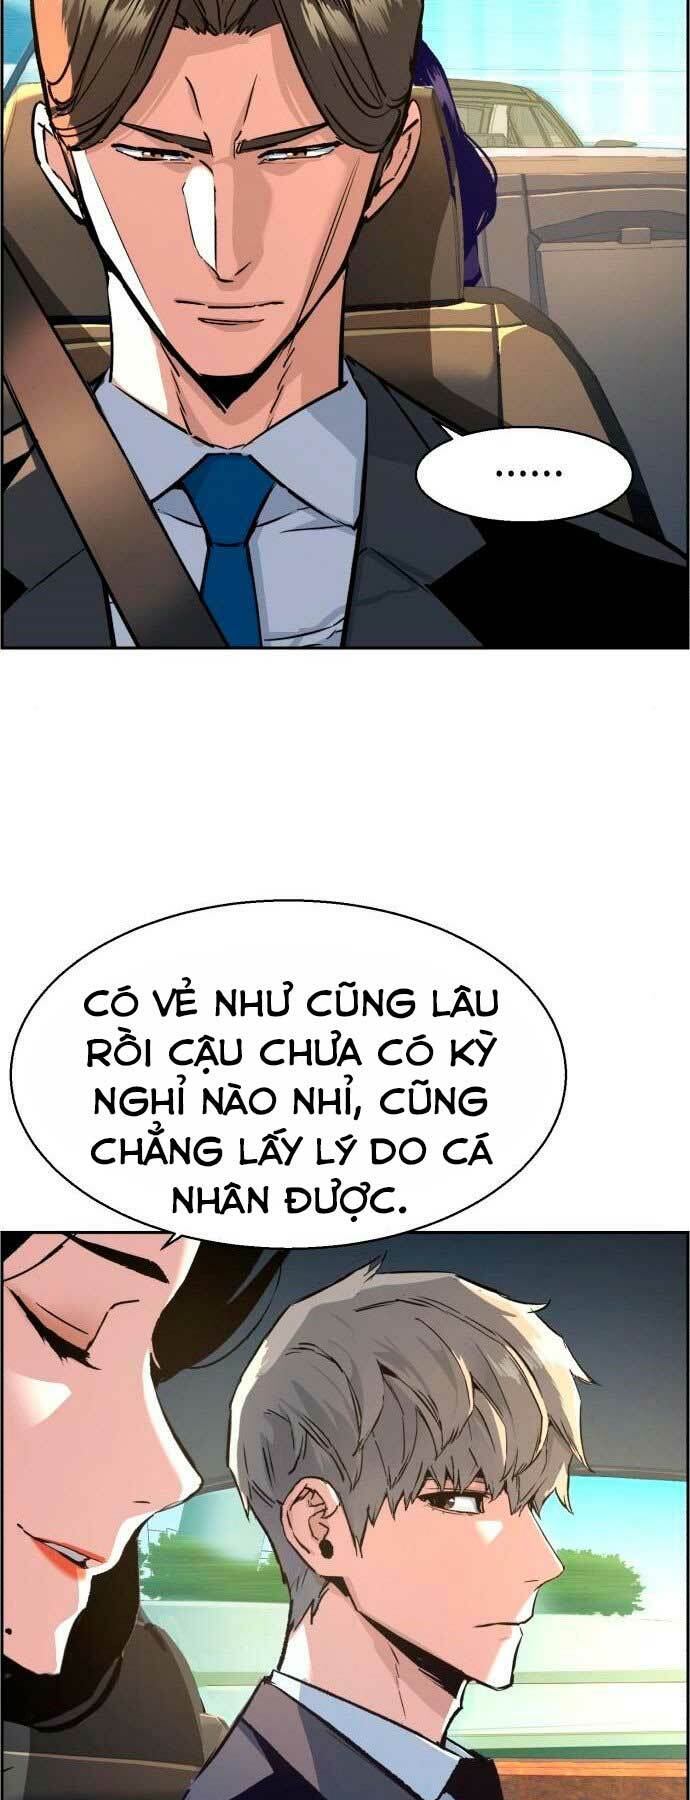 ......
CÓ VẺ NHƯ CŨNG LÂU
RỒI CẬU CHƯA CÓ KỲ
NGHỈ NÀO NHỈ, CŨNG
CHẲNG LẤY LÝ DO CÁ
NHÂN ĐƯỢC.